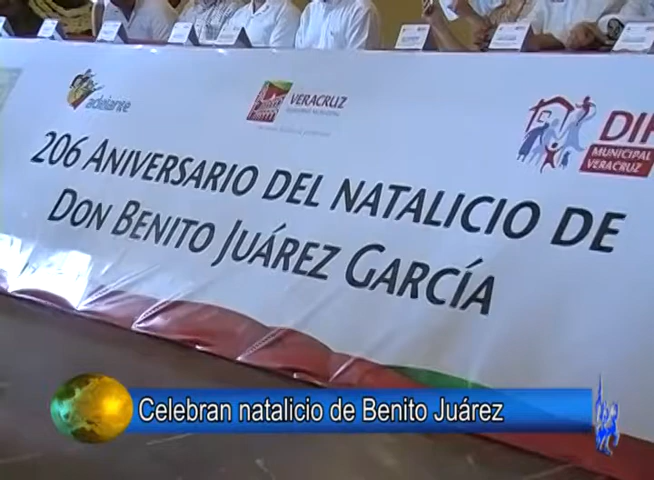 adelante
VERACRUZ
DIF
MUNICIPAL
VERACRUZ
206 ANIVERSARIO DEL NATALICIO DE
DON BENITO JUÁREZ GARCÍA
Celebran natalicio de Benito Juárez